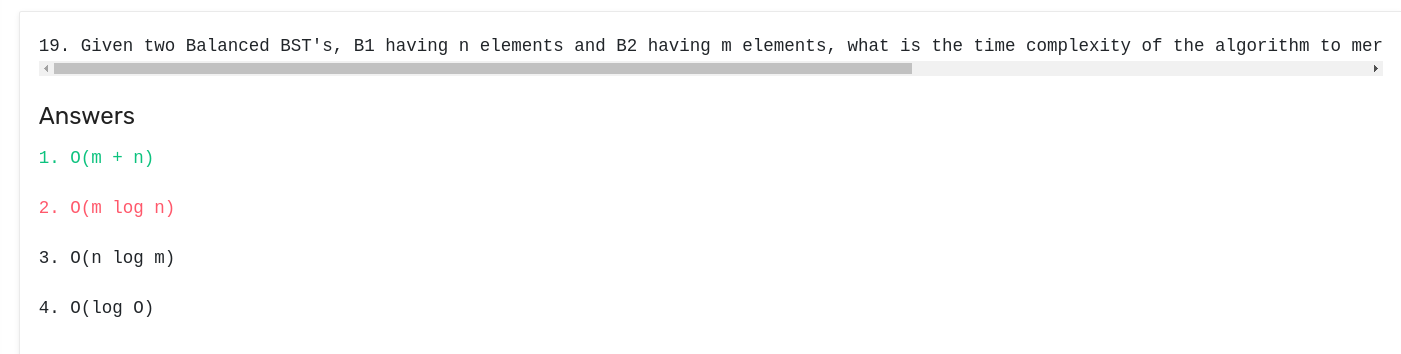 19. Given two Balanced BST's, B1 having n elements and B2 having m elements, what is the time complexity of the algorithm to mer
Answers
1. O(m + n)
2. O(m log n)
3. O(n log m)
4. O(log O)